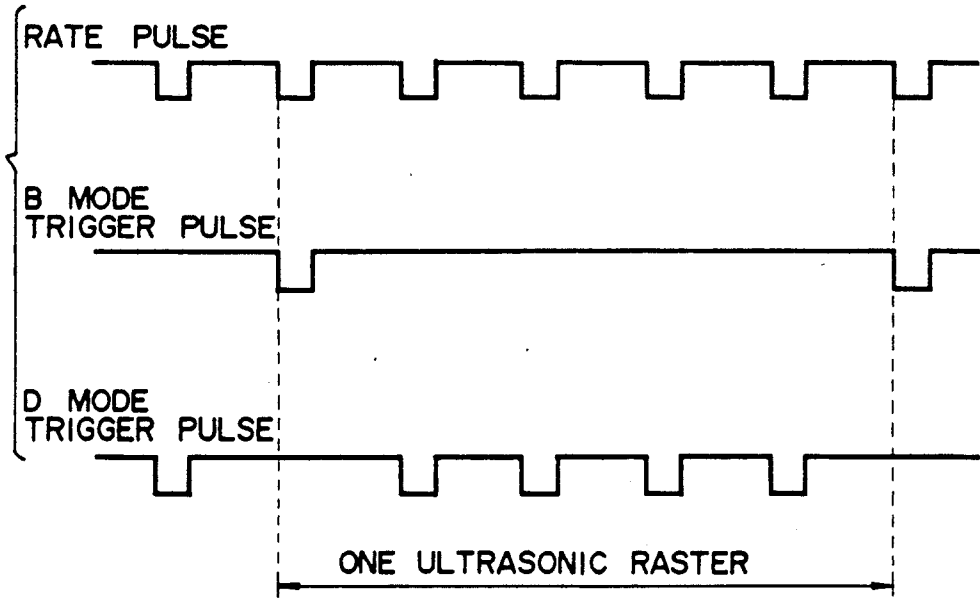 RATE PULSE
B MODE
TRIGGER PULSE
D MODE
TRIGGER PULSE
ONE ULTRASONIC RASTER